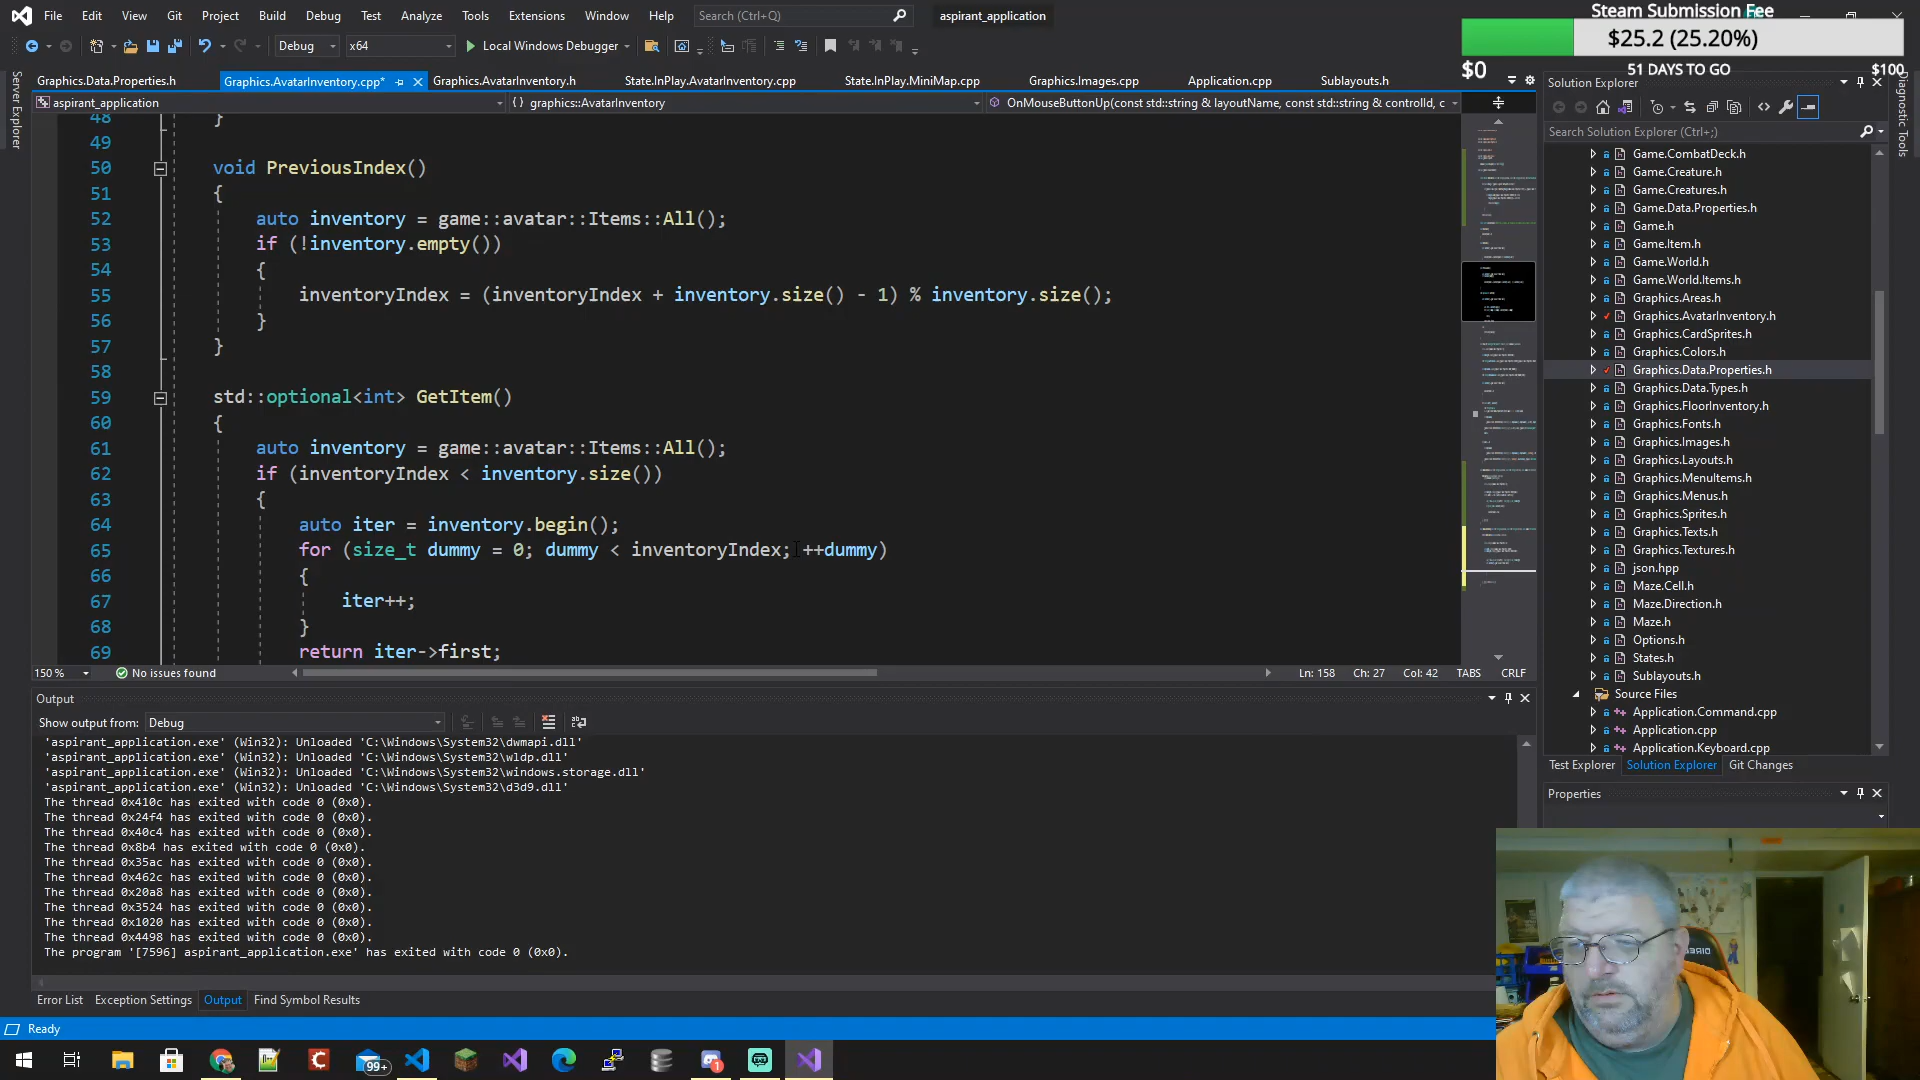 File Edit View Git Project Build Debug Test Analyze Tools Extensions Window Help Search (Ctrl+Q) aspirant_application
Steam Submission Fee
$25.2 (25.20%)
$0 51 DAYS TO GO $100
Debug x64 Local Windows Debugger
Server Explorer
Graphics.Data.Properties.h Graphics.AvatarInventory.cpp* Graphics.AvatarInventory.h State.InPlay.AvatarInventory.cpp State.InPlay.MiniMap.cpp Graphics.Images.cpp Application.cpp Sublayouts.h
aspirant_application {} graphics::AvatarInventory OnMouseButtonUp(const std::string & layoutName, const std::string & controlId, c
48 }
49
50 void PreviousIndex()
51 {
52 auto inventory = game::avatar::Items::All();
53 if (!inventory.empty())
54 {
55 inventoryIndex = (inventoryIndex + inventory.size() - 1) % inventory.size();
56 }
57 }
58
59 std::optional<int> GetItem()
60 {
61 auto inventory = game::avatar::Items::All();
62 if (inventoryIndex < inventory.size())
63 {
64 auto iter = inventory.begin();
65 for (size_t dummy = 0; dummy < inventoryIndex; ++dummy)
66 {
67 iter++;
68 }
69 return iter->first;
150 % No issues found Ln: 158 Ch: 27 Col: 42 TABS CRLF
Output
Show output from: Debug
'aspirant_application.exe' (Win32): Unloaded 'C:\Windows\System32\dwmapi.dll'
'aspirant_application.exe' (Win32): Unloaded 'C:\Windows\System32\wldp.dll'
'aspirant_application.exe' (Win32): Unloaded 'C:\Windows\System32\windows.storage.dll'
'aspirant_application.exe' (Win32): Unloaded 'C:\Windows\System32\d3d9.dll'
The thread 0x410c has exited with code 0 (0x0).
The thread 0x24f4 has exited with code 0 (0x0).
The thread 0x40c4 has exited with code 0 (0x0).
The thread 0x8b4 has exited with code 0 (0x0).
The thread 0x35ac has exited with code 0 (0x0).
The thread 0x462c has exited with code 0 (0x0).
The thread 0x20a8 has exited with code 0 (0x0).
The thread 0x3524 has exited with code 0 (0x0).
The thread 0x1020 has exited with code 0 (0x0).
The thread 0x4498 has exited with code 0 (0x0).
The program '[7596] aspirant_application.exe' has exited with code 0 (0x0).
Error List Exception Settings Output Find Symbol Results
Ready
99+
1
Solution Explorer
Search Solution Explorer (Ctrl+;)
Game.CombatDeck.h
Game.Creature.h
Game.Creatures.h
Game.Data.Properties.h
Game.h
Game.Item.h
Game.World.h
Game.World.Items.h
Graphics.Areas.h
Graphics.AvatarInventory.h
Graphics.CardSprites.h
Graphics.Colors.h
Graphics.Data.Properties.h
Graphics.Data.Types.h
Graphics.FloorInventory.h
Graphics.Fonts.h
Graphics.Images.h
Graphics.Layouts.h
Graphics.MenuItems.h
Graphics.Menus.h
Graphics.Sprites.h
Graphics.Texts.h
Graphics.Textures.h
json.hpp
Maze.Cell.h
Maze.Direction.h
Maze.h
Options.h
States.h
Sublayouts.h
Source Files
Application.Command.cpp
Application.cpp
Application.Keyboard.cpp
Test Explorer Solution Explorer Git Changes
Properties
Diagnostic Tools